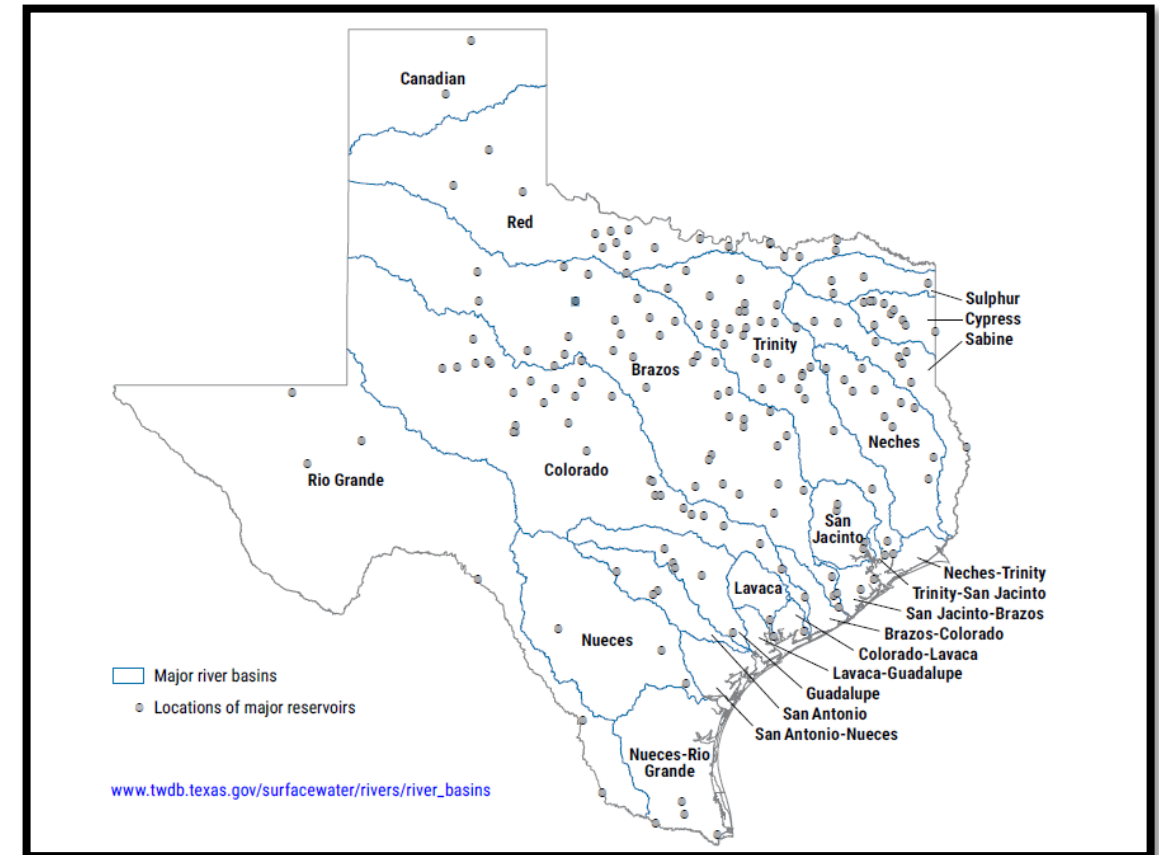 Canadian
Red
Sulphur
Cypress
Sabine
Trinity
Brazos
Neches
Colorado
Rio Grande
San
Jacinto
Neches-Trinity
Trinity-San Jacinto
San Jacinto-Brazos
Brazos-Colorado
Colorado-Lavaca
Lavaca-Guadalupe
Guadalupe
San Antonio
San Antonio-Nueces
Lavaca
Nueces
Nueces-Rio
Grande
Major river basins
Locations of major reservoirs
www.twdb.texas.gov/surfacewater/rivers/river_basins